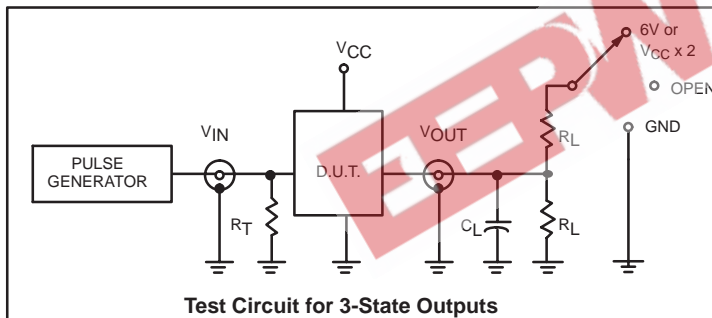 6V or
VCC x 2
OPEN
GND
VCC
VIN
VOUT
PULSE
GENERATOR
D.U.T.
RT
CL
RL
RL
Test Circuit for 3-State Outputs
EEPW